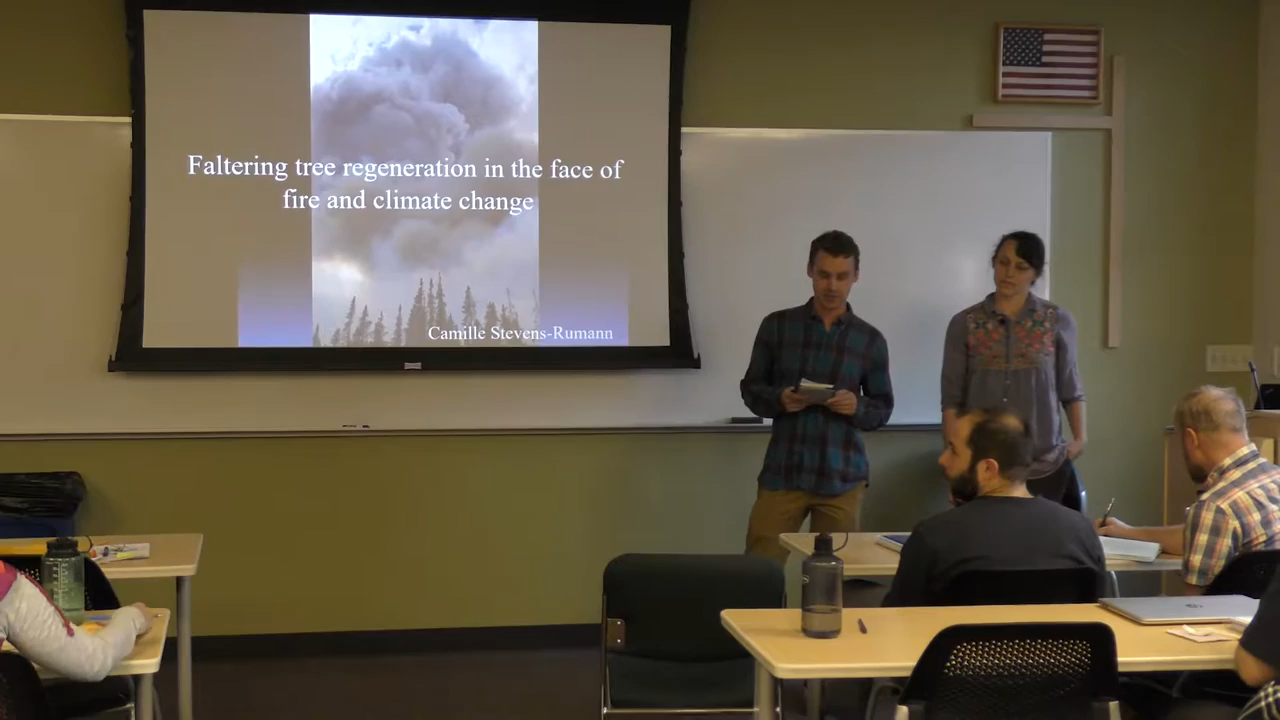 Faltering tree regeneration in the face of
fire and climate change
Camille Stevens-Rumann